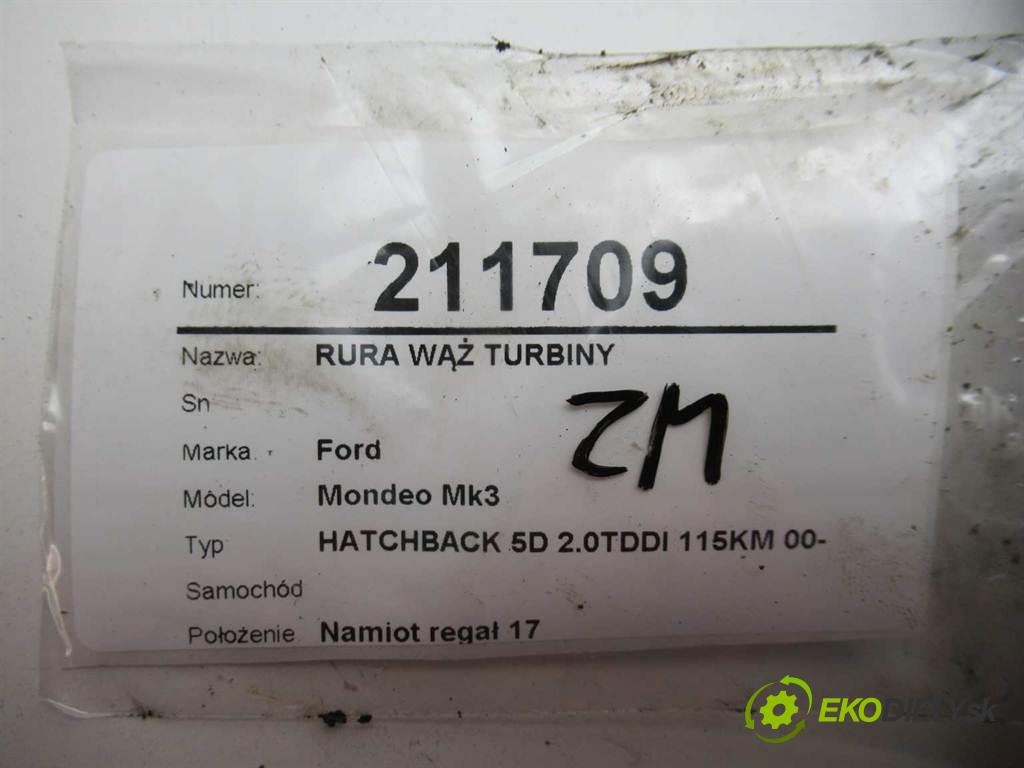 Numer: 211709
Nazwa: RURA WĄŻ TURBINY
Sn
ZM
Marka Ford
Model: Mondeo Mk3
Typ HATCHBACK 5D 2.0TDDI 115KM 00-
Samochód
Położenie Namiot regał 17
EKODIELY.sk